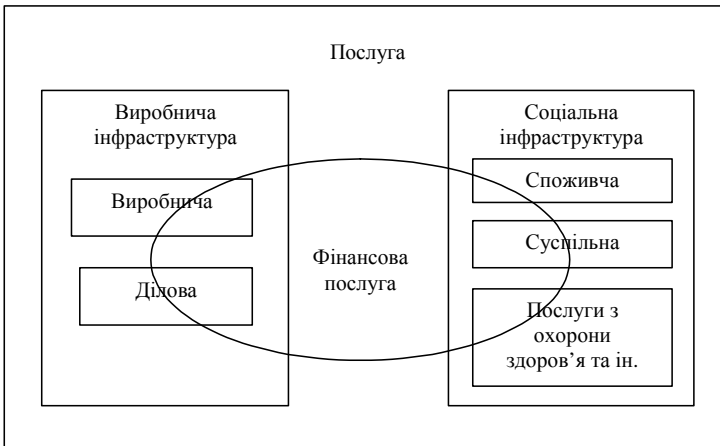 Послуга
Виробнича
інфраструктура
Виробнича
Ділова
Фінансова
послуга
Соціальна
інфраструктура
Споживча
Суспільна
Послуги з
охорони
здоров’я та ін.